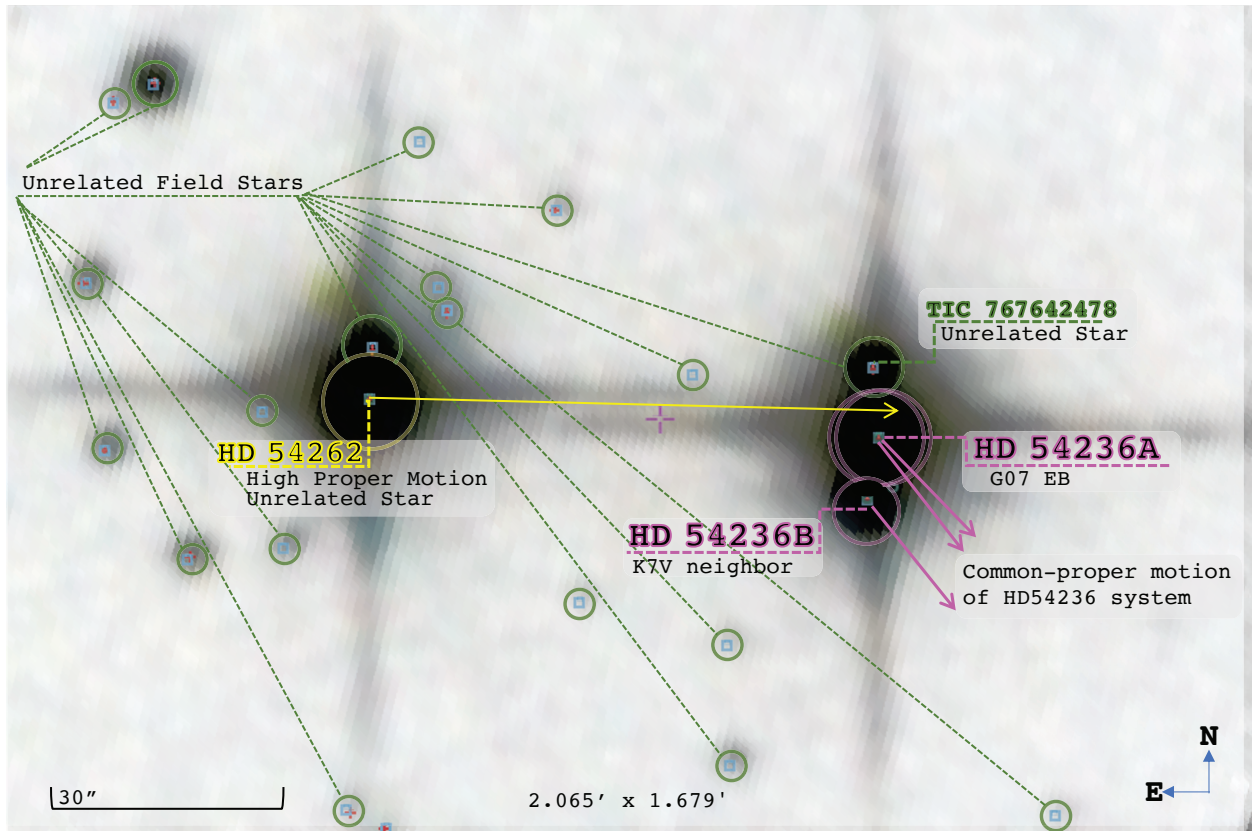 Unrelated Field Stars
TIC 767642478
Unrelated Star
HD 54262
High Proper Motion
Unrelated Star
HD 54236A
G07 EB
HD 54236B
K7V neighbor
Common-proper motion
of HD54236 system
N
E
30”
2.065’ x 1.679'